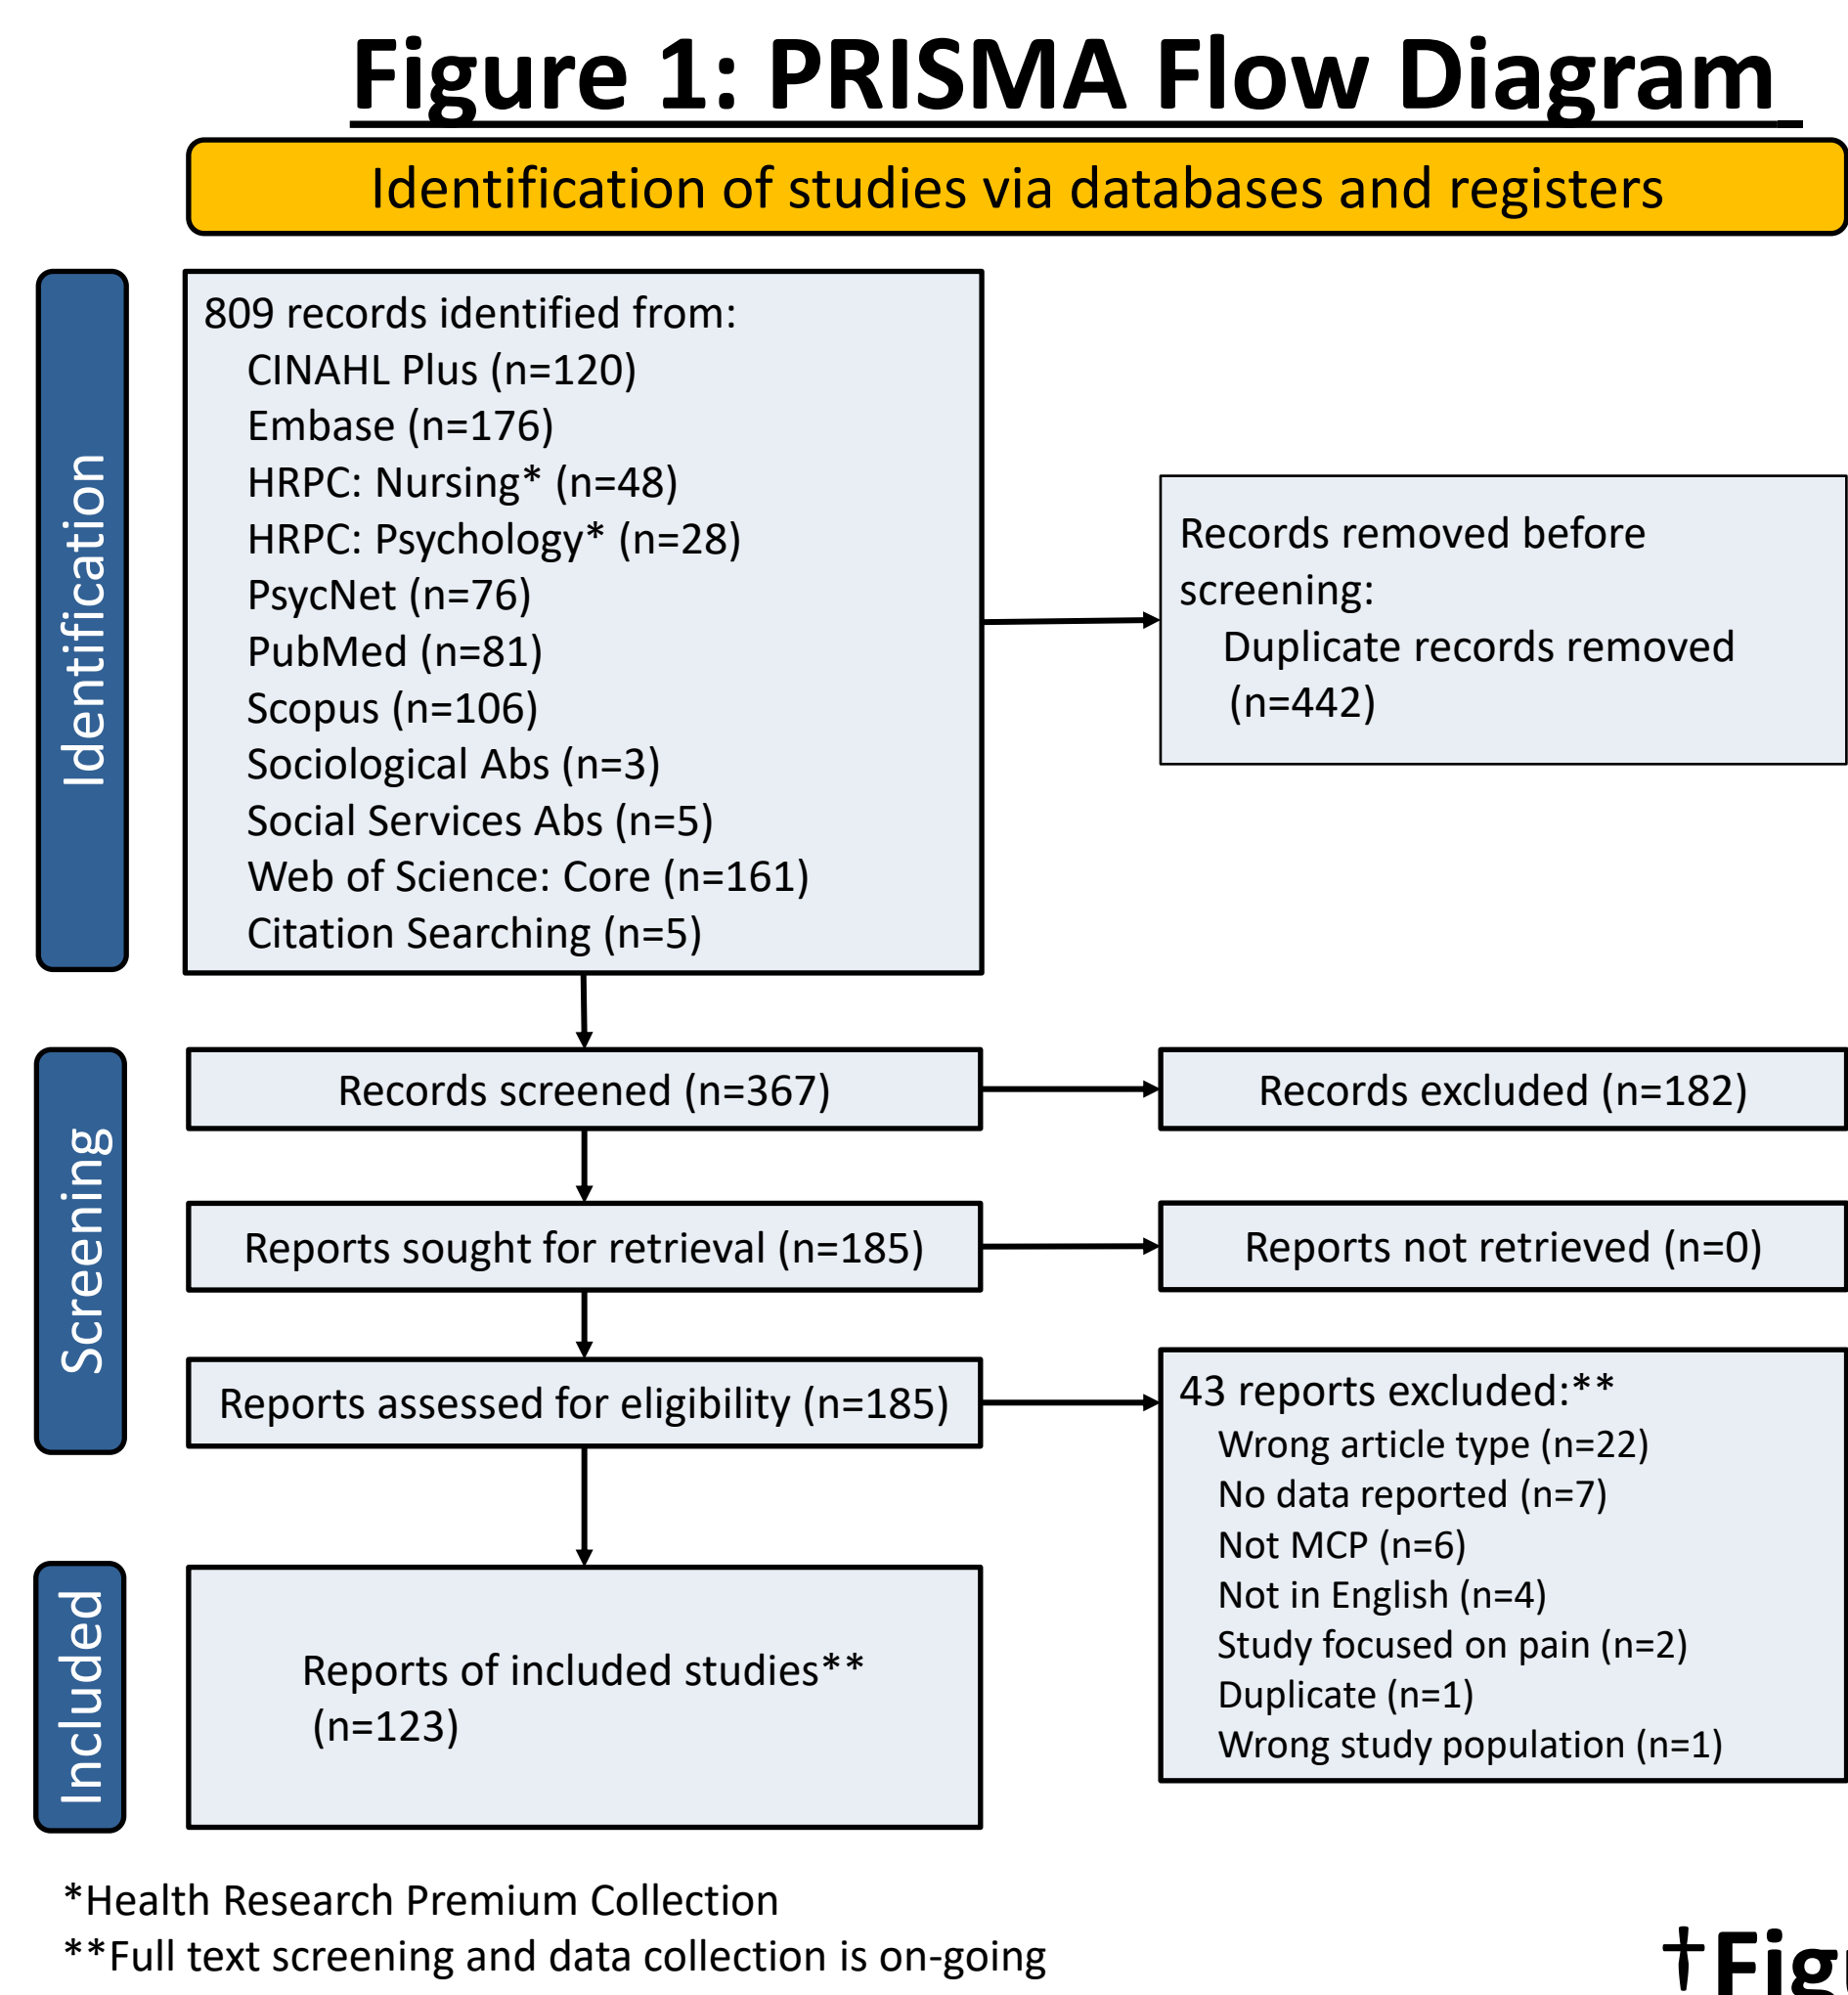 Figure 1: PRISMA Flow Diagram
Identification of studies via databases and registers
Identification
809 records identified from:
CINAHL Plus (n=120)
Embase (n=176)
HRPC: Nursing* (n=48)
HRPC: Psychology* (n=28)
PsycNet (n=76)
PubMed (n=81)
Scopus (n=106)
Sociological Abs (n=3)
Social Services Abs (n=5)
Web of Science: Core (n=161)
Citation Searching (n=5)
Records removed before
screening:
Duplicate records removed
(n=442)
Screening
Records screened (n=367)
Records excluded (n=182)
Reports sought for retrieval (n=185)
Reports not retrieved (n=0)
Reports assessed for eligibility (n=185)
43 reports excluded:**
Wrong article type (n=22)
No data reported (n=7)
Not MCP (n=6)
Not in English (n=4)
Study focused on pain (n=2)
Duplicate (n=1)
Wrong study population (n=1)
Included
Reports of included studies**
(n=123)
*Health Research Premium Collection
**Full text screening and data collection is on-going